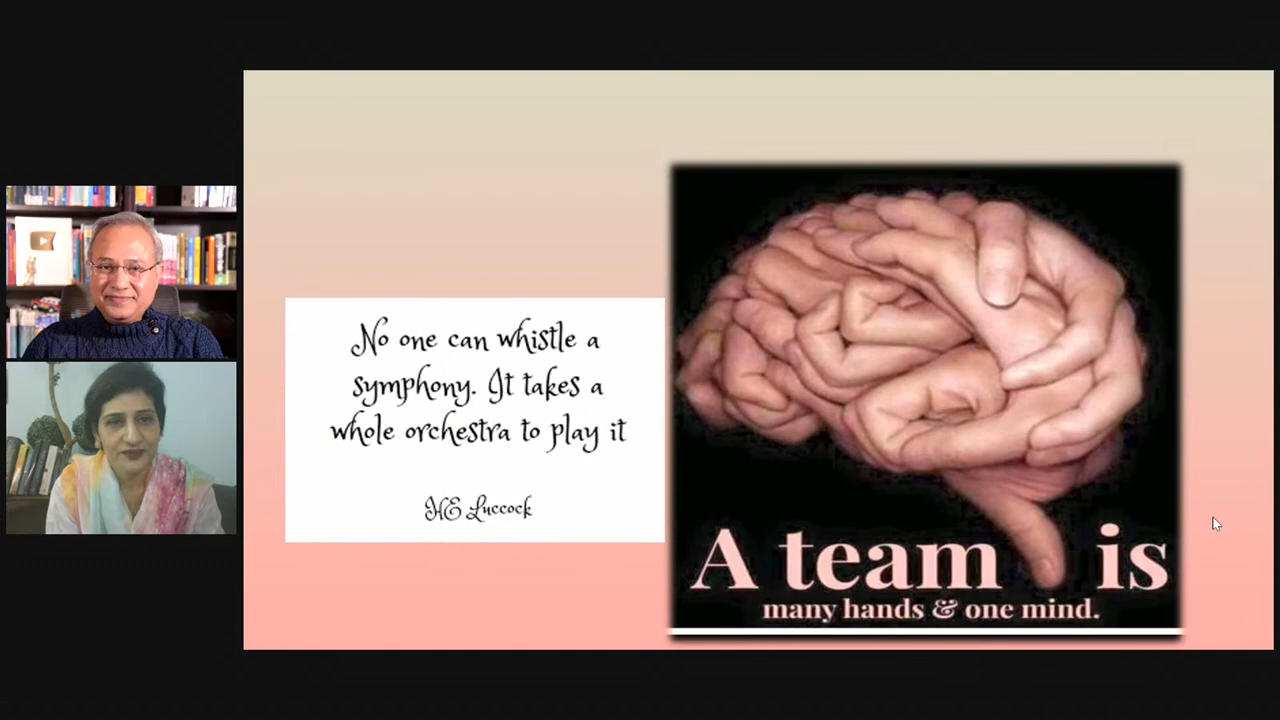 No one can whistle a
symphony. It takes a
whole orchestra to play it
HE Luccock
A team is
many hands & one mind.